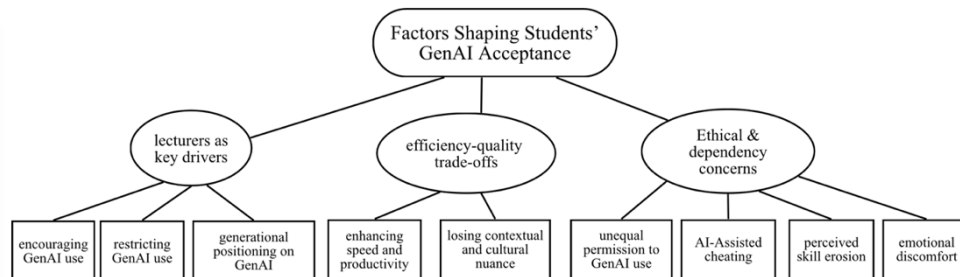 Factors Shaping Students'
GenAI Acceptance
lecturers as
key drivers
efficiency-quality
trade-offs
Ethical &
dependency
concerns
encouraging
GenAI use
restricting
GenAI use
generational
positioning on
GenAI
enhancing
speed and
productivity
losing contextual
and cultural
nuance
unequal
permission to
GenAI use
AI-Assisted
cheating
perceived
skill erosion
emotional
discomfort